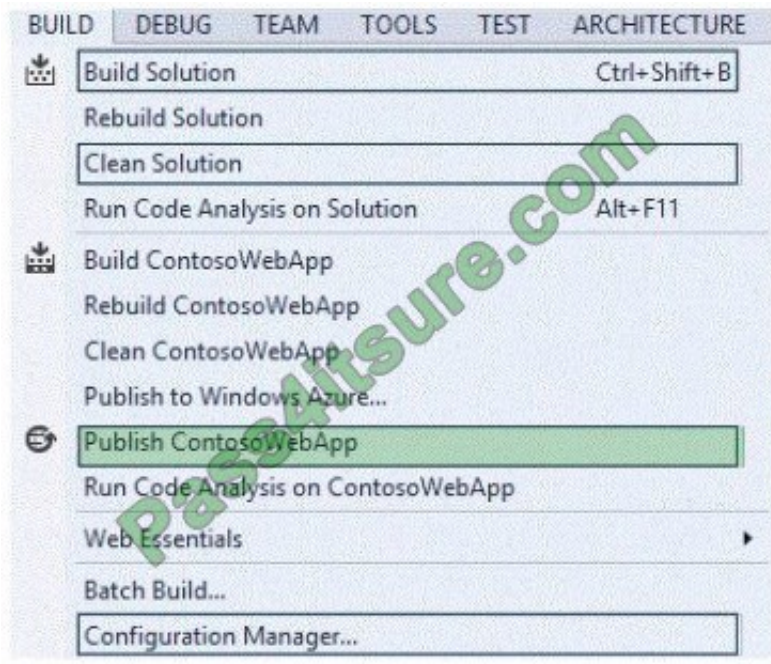 BUILD DEBUG TEAM TOOLS TEST ARCHITECTURE
Build Solution Ctrl+Shift+B
Rebuild Solution
Clean Solution
Run Code Analysis on Solution Alt+F11
Build ContosoWebApp
Rebuild ContosoWebApp
Clean ContosoWebApp
Publish to Windows Azure...
Publish ContosoWebApp
Run Code Analysis on ContosoWebApp
Web Essentials
Batch Build...
Configuration Manager...
Pass4itsure.com